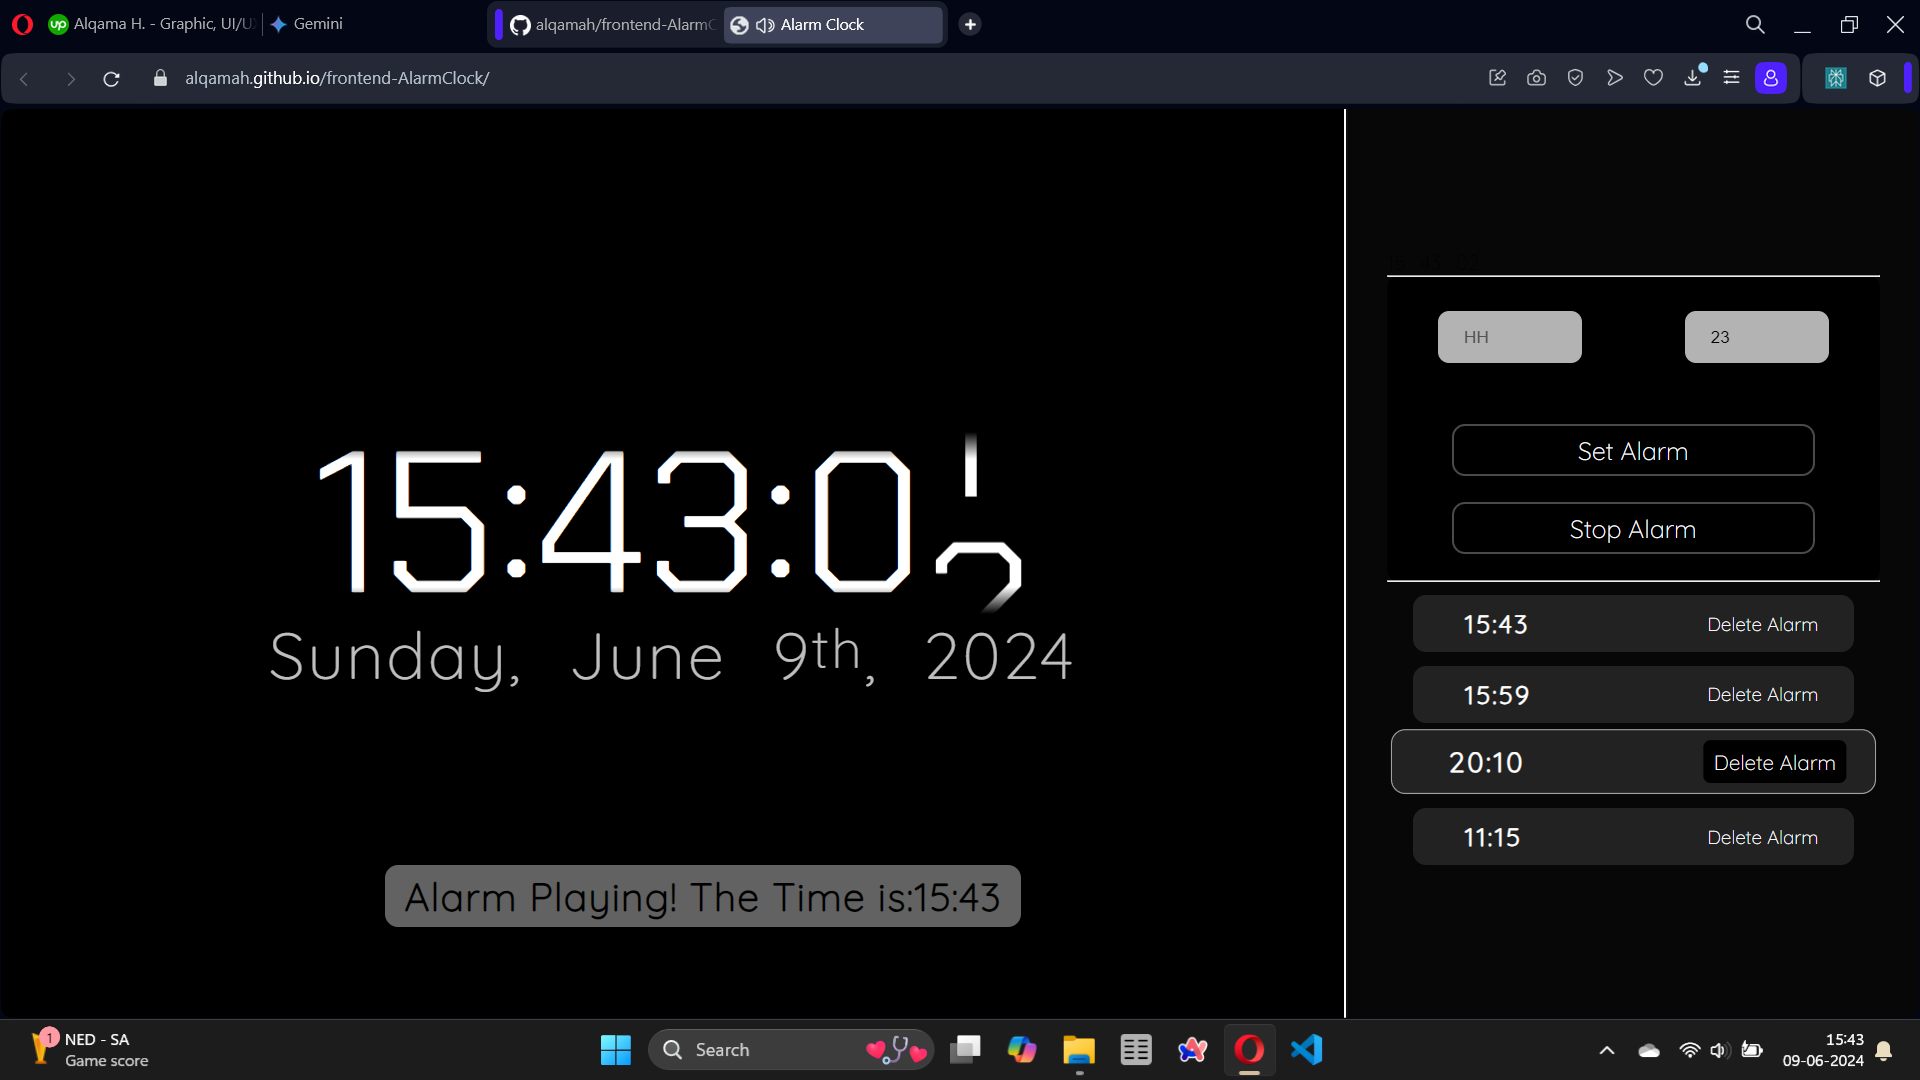 Alqama H. - Graphic, UI/U
Gemini
alqamah/frontend-AlarmC
Alarm Clock
alqamah.github.io/frontend-AlarmClock/
HH
23
Set Alarm
Stop Alarm
15:43:0
Sunday, June 9th, 2024
15:43 Delete Alarm
15:59 Delete Alarm
20:10 Delete Alarm
11:15 Delete Alarm
Alarm Playing! The Time is:15:43
1
NED - SA
Game score
Search
15:43
09-06-2024